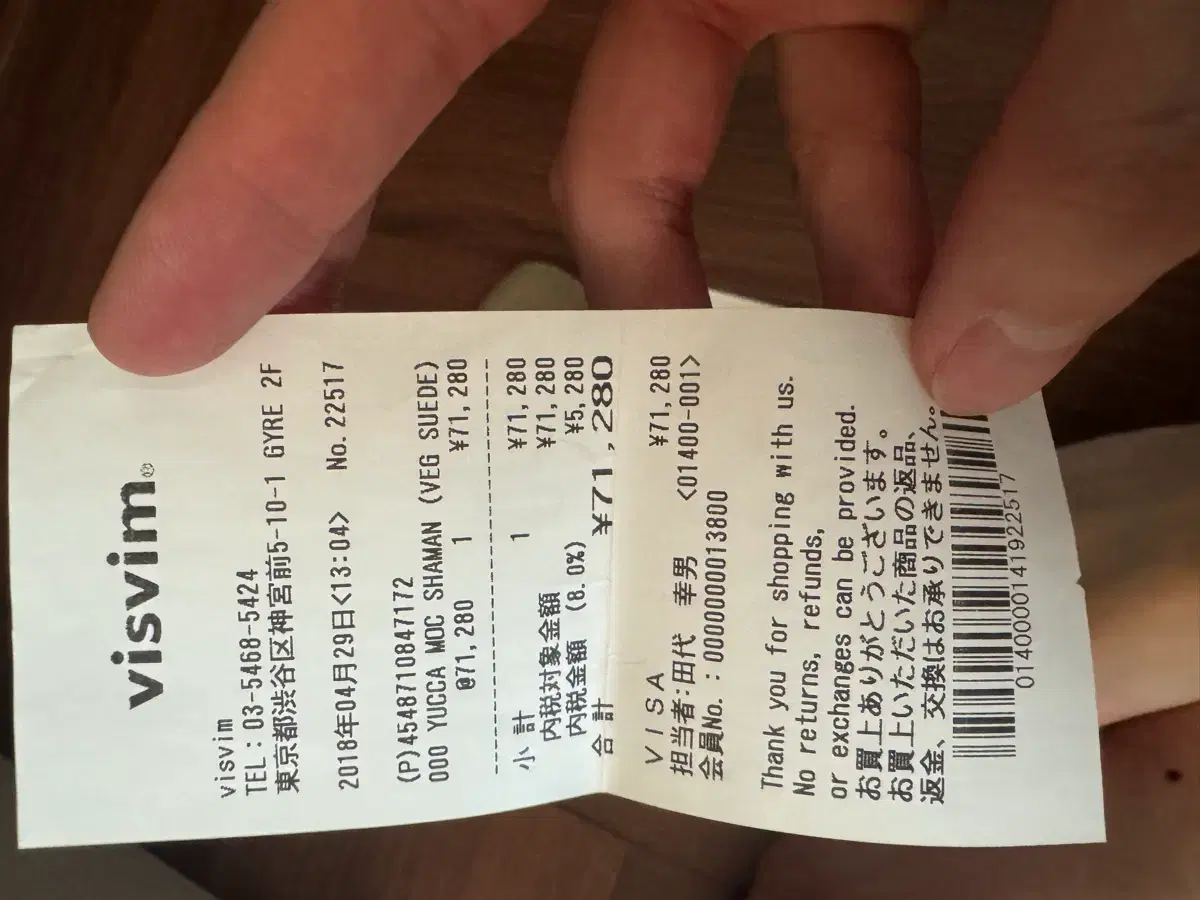 visvim®
visvim
TEL：03-5468-5424
東京都渋谷区神宮前5-10-1 GYRE 2F
2018年04月29日<13:04> No.22517
(P)4548710847172
000 YUCCA MOC SHAMAN (VEG SUEDE)
@71,280 1 ¥71,280
小 計 1 ¥71,280
内税対象金額 ¥71,280
内税金額 (8.0%) ¥5,280
合 計 ¥71,280
ＶＩＳＡ ¥71,280
担当者:田代 幸男 <01400-001>
会員No.：0000000013800
Thank you for shopping with us.
No returns, refunds,
or exchanges can be provided.
お買上ありがとうございます。
お買上いただいた商品の返品、
返金、交換はお承りできません。
0140000141922517